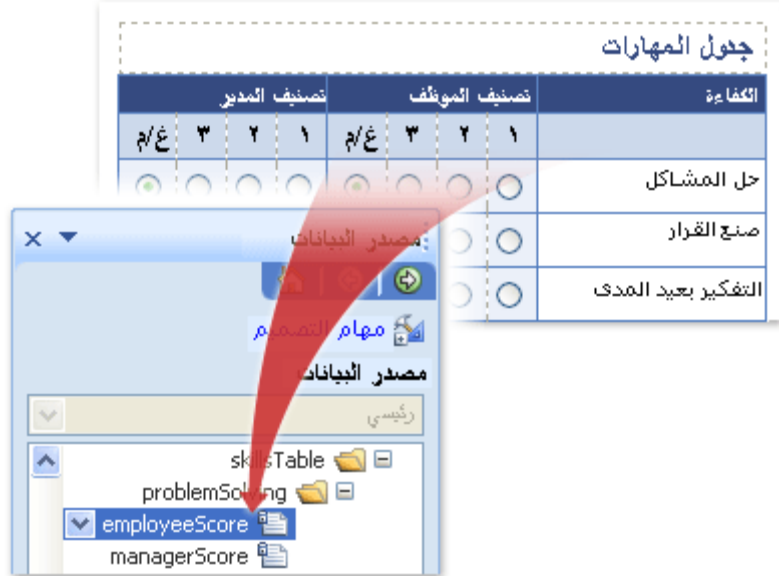 جدول المهارات
الكفاءة تصنيف الموظف تصنيف المدير
١ ٢ ٣ غ/م ١ ٢ ٣ غ/م
حل المشاكل
صنع القرار
التفكير بعيد المدى
مصدر البيانات
مهام التصميم
مصدر البيانات
رئيسي
skillsTable
problemSolving
employeeScore
managerScore